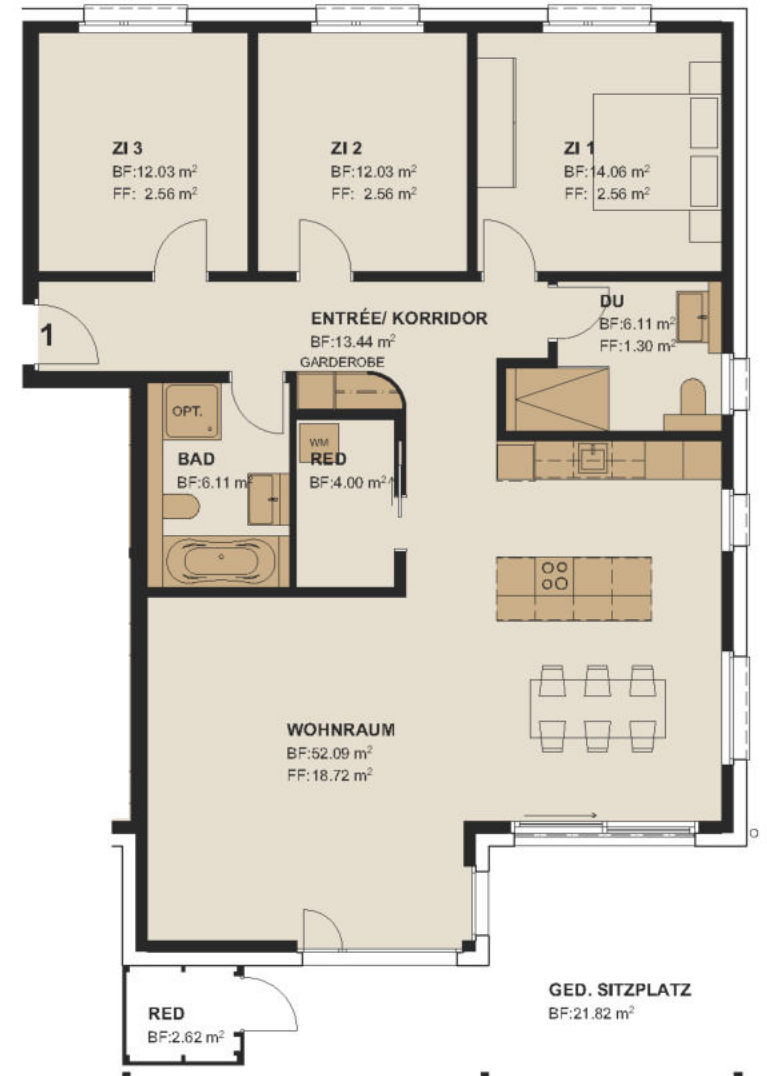 ZI 3
BF:12.03 m²
FF: 2.56 m²
ZI 2
BF:12.03 m²
FF: 2.56 m²
ZI 1
BF:14.06 m²
FF: 2.56 m²
1
ENTRÉE/ KORRIDOR
BF:13.44 m²
GARDEROBE
DU
BF:6.11 m²
FF:1.30 m²
OPT.
BAD
BF:6.11 m²
WM
RED
BF:4.00 m²
WOHNRAUM
BF:52.09 m²
FF:18.72 m²
RED
BF:2.62 m²
GED. SITZPLATZ
BF:21.82 m²